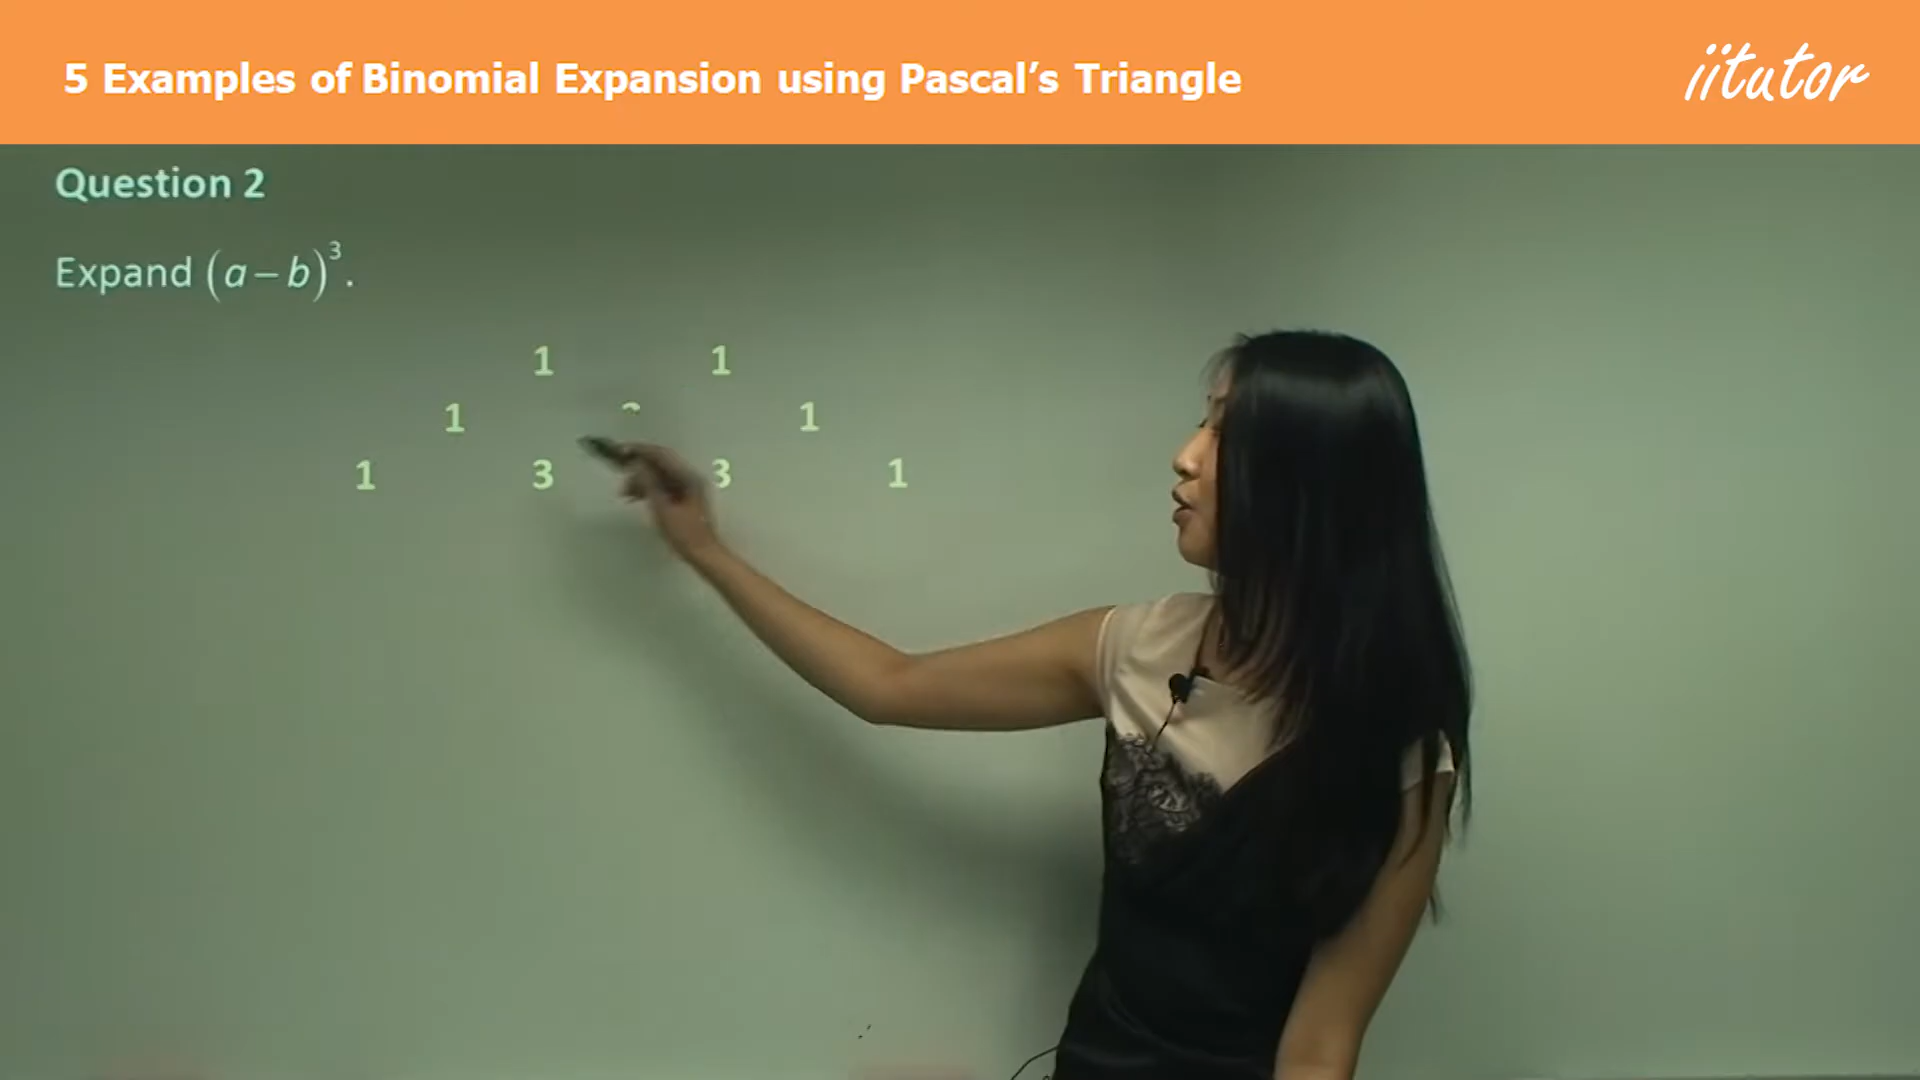 5 Examples of Binomial Expansion using Pascal's Triangle
iitutor
Question 2
Expand (a – b)³.
1 1
1 1
1 3 3 1